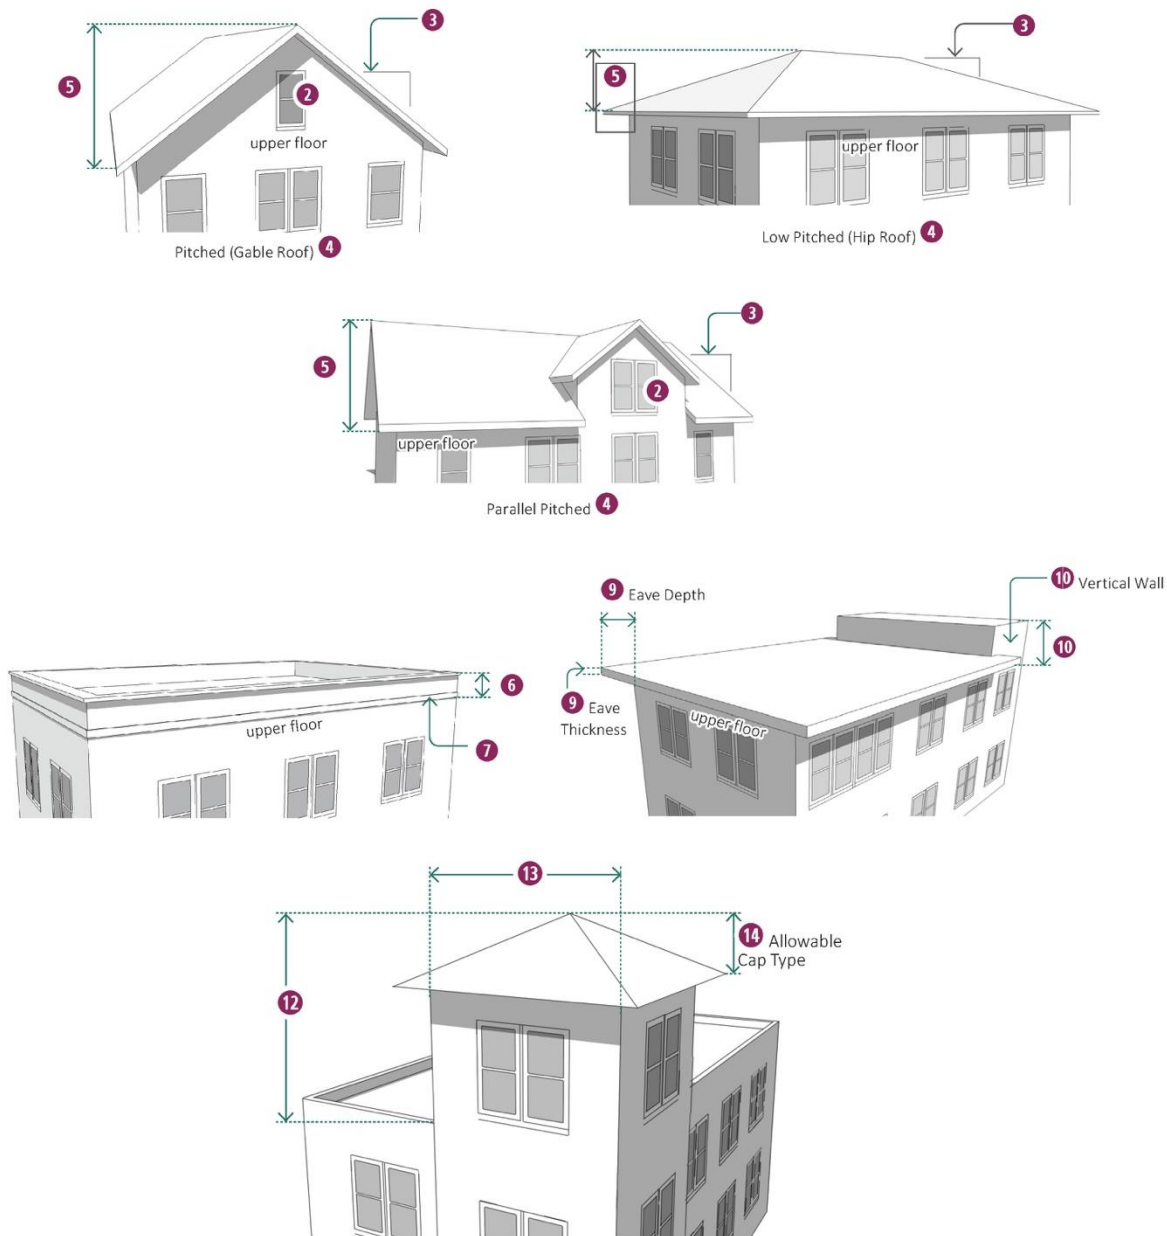 3
3
5
2
upper floor
Pitched (Gable Roof) 4
5
upper floor
Low Pitched (Hip Roof) 4
3
5
2
upper floor
Parallel Pitched 4
6
upper floor
7
9 Eave Depth
10 Vertical Wall
10
9 Eave
Thickness
upper floor
13
14 Allowable
Cap Type
12